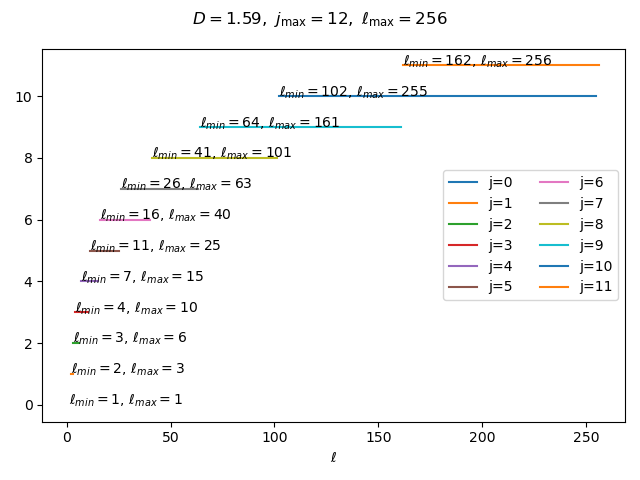 D = 1.59, j_max = 12, ℓ_max = 256
ℓ_min = 162, ℓ_max = 256
10
ℓ_min = 102, ℓ_max = 255
ℓ_min = 64, ℓ_max = 161
8
ℓ_min = 41, ℓ_max = 101
ℓ_min = 26, ℓ_max = 63
6
ℓ_min = 16, ℓ_max = 40
ℓ_min = 11, ℓ_max = 25
4
ℓ_min = 7, ℓ_max = 15
ℓ_min = 4, ℓ_max = 10
2
ℓ_min = 3, ℓ_max = 6
ℓ_min = 2, ℓ_max = 3
0
ℓ_min = 1, ℓ_max = 1
j=0
j=1
j=2
j=3
j=4
j=5
j=6
j=7
j=8
j=9
j=10
j=11
0 50 100 150 200 250
ℓ